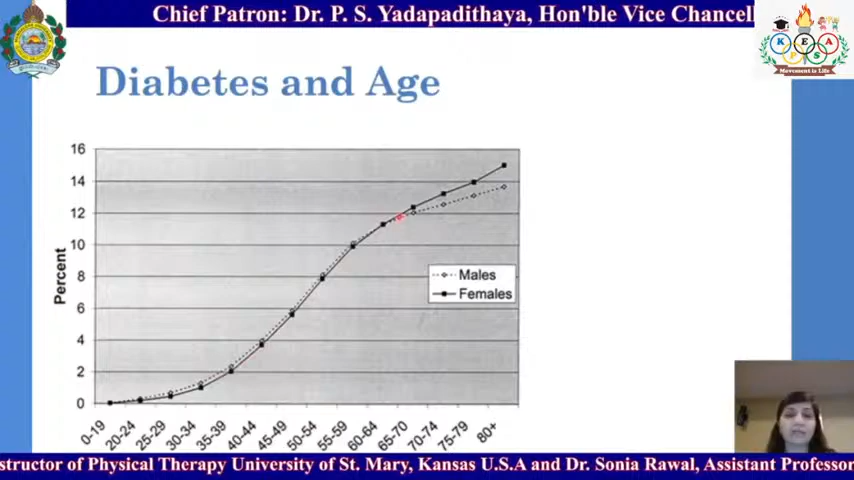 Chief Patron: Dr. P. S. Yadapadithaya, Hon'ble Vice Chancell
K E A
P S
Movement is Life
Diabetes and Age
16
14
12
10
8
6
4
2
0
Percent
Males
Females
0-19
20-24
25-29
30-34
35-39
40-44
45-49
50-54
55-59
60-64
65-70
70-74
75-79
80+
structor of Physical Therapy University of St. Mary, Kansas U.S.A and Dr. Sonia Rawal, Assistant Professor